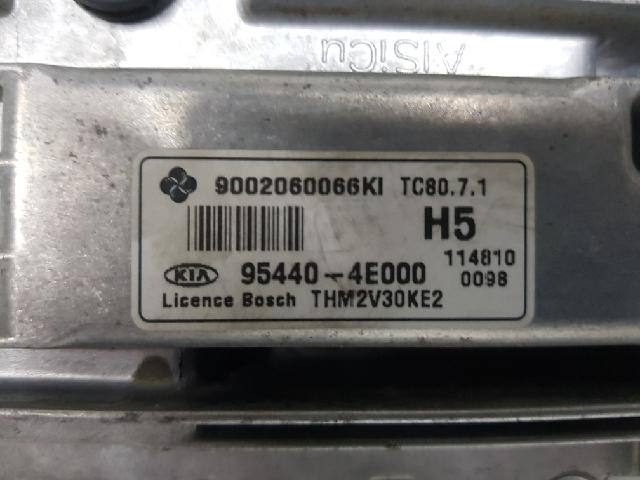 AlSiCu
9002060066KI TC80.7.1
H5
114810
KIA 95440-4E000 0098
Licence Bosch THM2V30KE2